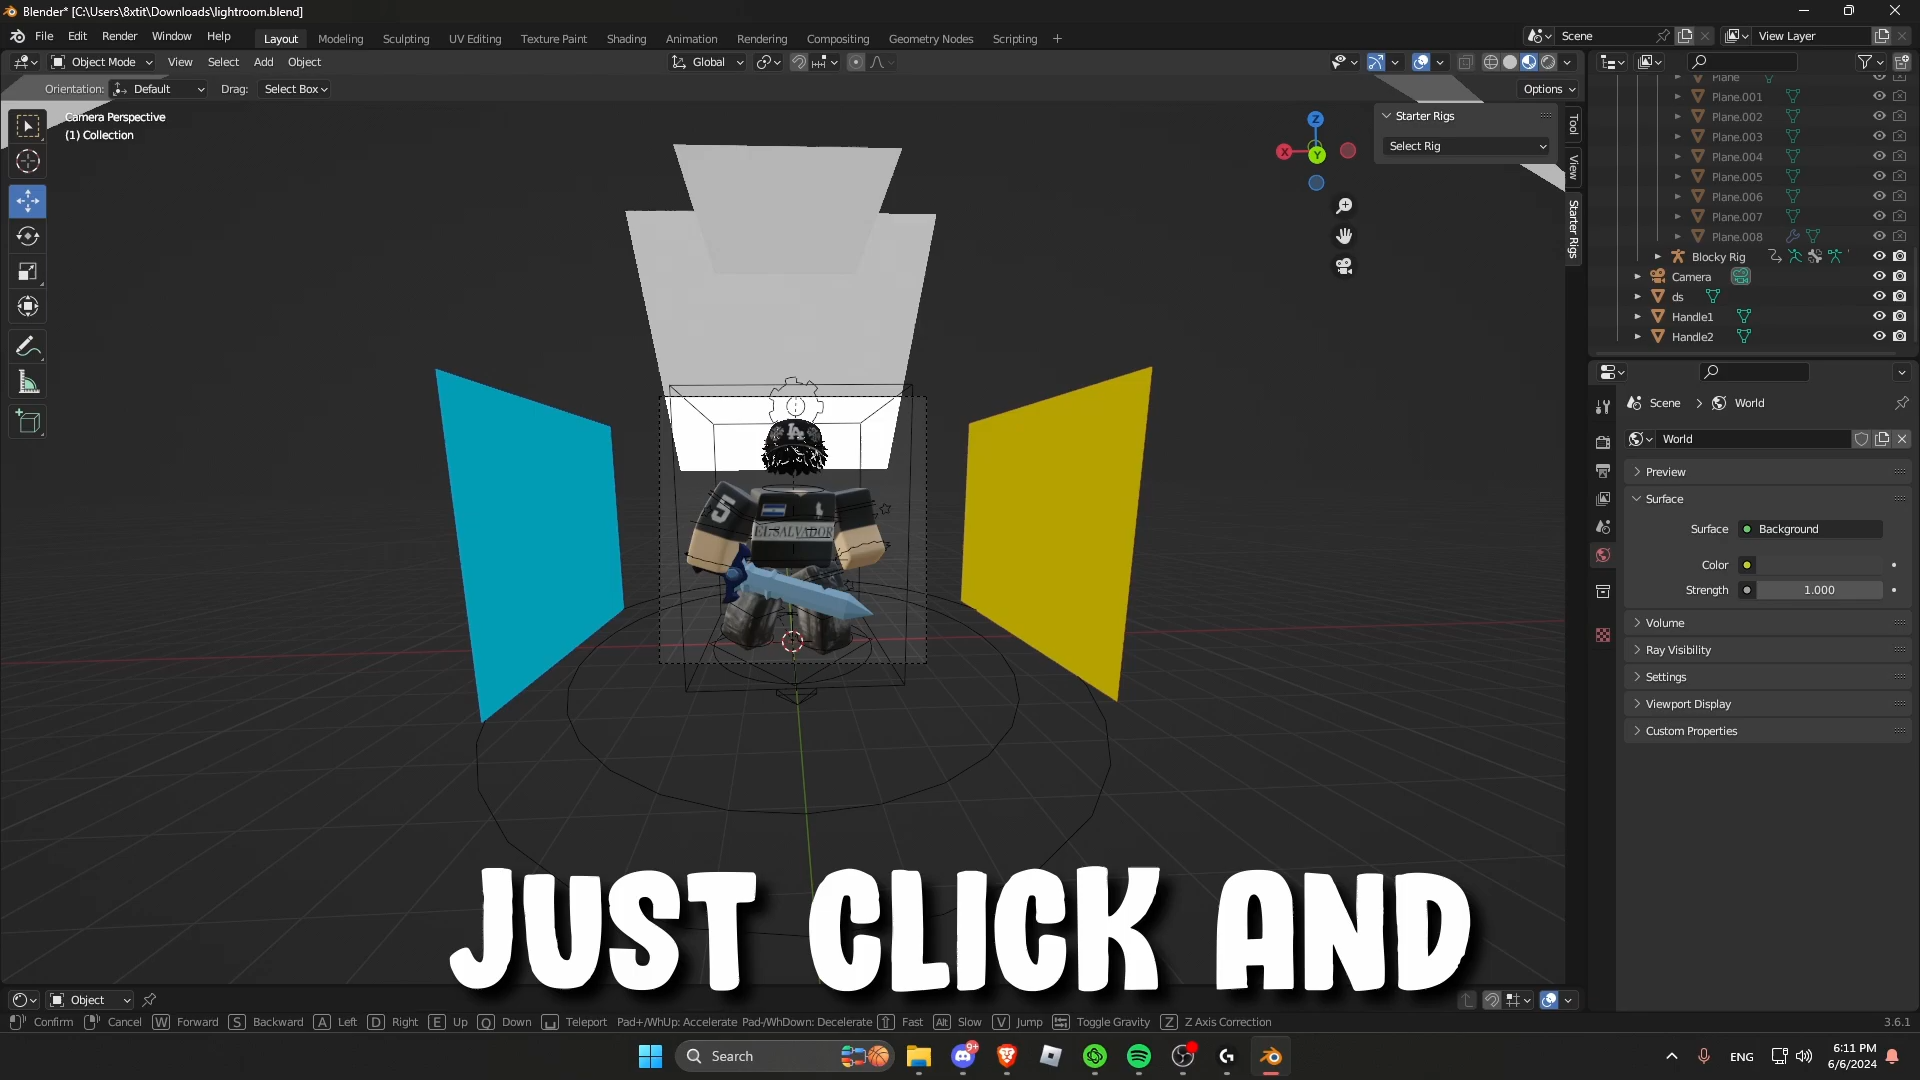 Blender* [C:\Users\8xtit\Downloads\lightroom.blend]
File Edit Render Window Help Layout Modeling Sculpting UV Editing Texture Paint Shading Animation Rendering Compositing Geometry Nodes Scripting + Scene View Layer
Object Mode View Select Add Object Global
Orientation: Default Drag: Select Box Options
Camera Perspective
(1) Collection
Z
X
Y
Starter Rigs
Select Rig
Tool
View
Starter Rigs
Plane
Plane.001
Plane.002
Plane.003
Plane.004
Plane.005
Plane.006
Plane.007
Plane.008
Blocky Rig
Camera
ds
Handle1
Handle2
Scene > World
World
Preview
Surface
Surface Background
Color
Strength 1.000
Volume
Ray Visibility
Settings
Viewport Display
Custom Properties
LA
5
EL SALVADOR
JUST CLICK AND
Object
Confirm Cancel W Forward S Backward A Left D Right E Up Q Down Teleport Pad+/WhUp: Accelerate Pad-/WhDown: Decelerate Fast Alt Slow V Jump Toggle Gravity Z Z Axis Correction 3.6.1
Search 9+ ENG 6:11 PM
6/6/2024